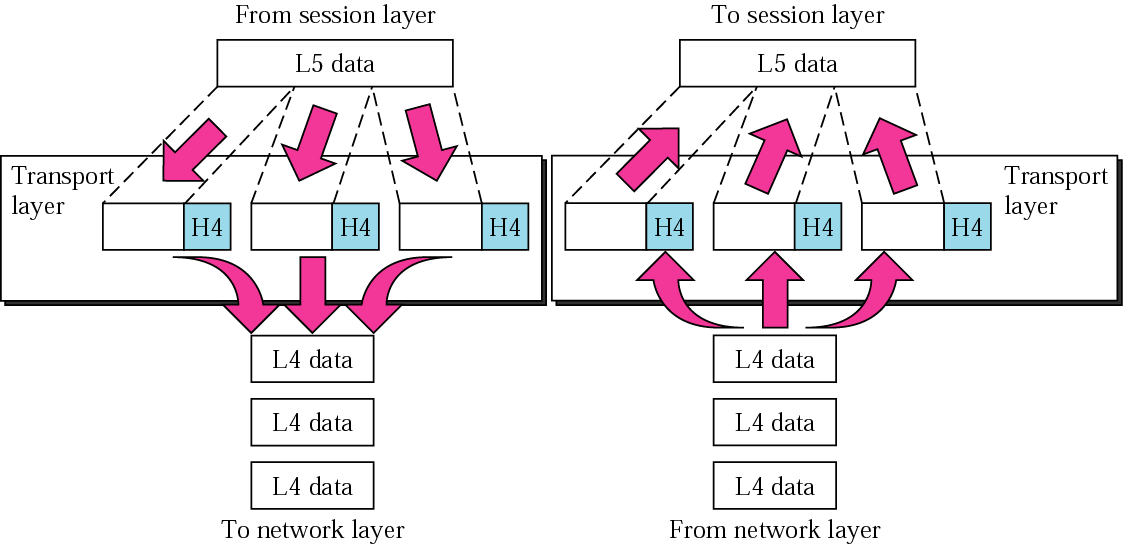 From session layer
L5 data
Transport
layer
H4
H4
H4
L4 data
L4 data
L4 data
To network layer
To session layer
L5 data
Transport
layer
H4
H4
H4
L4 data
L4 data
L4 data
From network layer